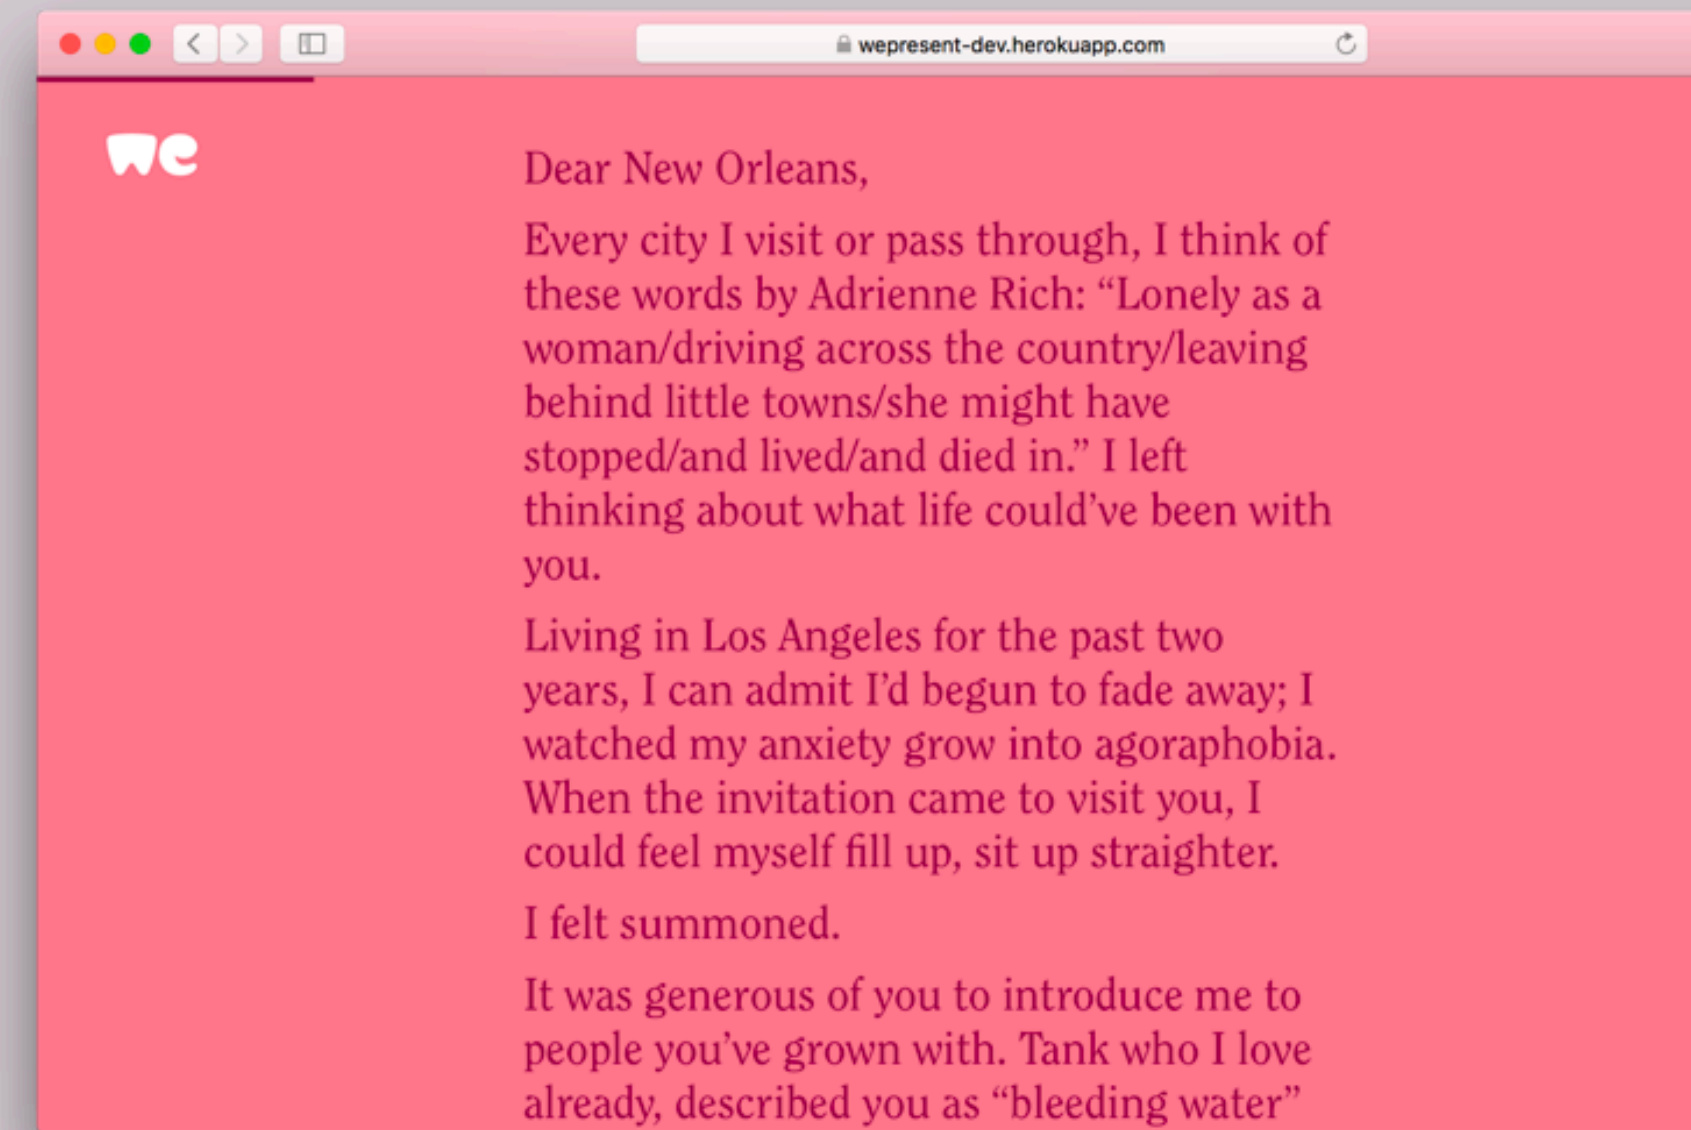 wepresent-dev.herokuapp.com
we
Dear New Orleans,
Every city I visit or pass through, I think of
these words by Adrienne Rich: “Lonely as a
woman/driving across the country/leaving
behind little towns/she might have
stopped/and lived/and died in.” I left
thinking about what life could’ve been with
you.
Living in Los Angeles for the past two
years, I can admit I’d begun to fade away; I
watched my anxiety grow into agoraphobia.
When the invitation came to visit you, I
could feel myself fill up, sit up straighter.
I felt summoned.
It was generous of you to introduce me to
people you’ve grown with. Tank who I love
already, described you as “bleeding water”